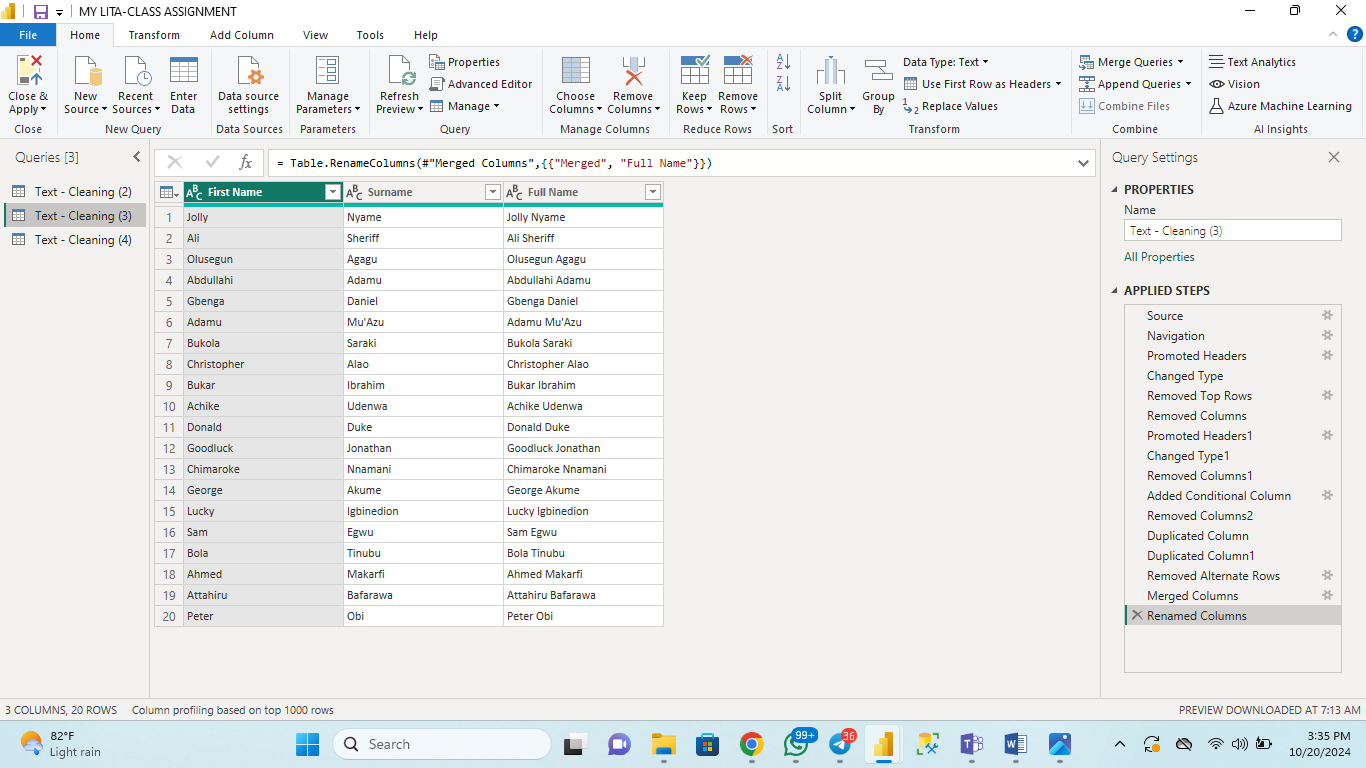 MY LITA-CLASS ASSIGNMENT
File Home Transform Add Column View Tools Help
Close & Apply
New Source
Recent Sources
Enter Data
Data source settings
Manage Parameters
Refresh Preview
Properties
Advanced Editor
Manage
Choose Columns
Remove Columns
Keep Rows
Remove Rows
A
Z
Z
A
Split Column
Group By
Data Type: Text
Use First Row as Headers
1 2 Replace Values
Merge Queries
Append Queries
Combine Files
Text Analytics
Vision
Azure Machine Learning
Close New Query Data Sources Parameters Query Manage Columns Reduce Rows Sort Transform Combine AI Insights
Queries [3]
Text - Cleaning (2)
Text - Cleaning (3)
Text - Cleaning (4)
fx = Table.RenameColumns(#"Merged Columns",{{"Merged", "Full Name"}})
ABC First Name ABC Surname ABC Full Name
1 Jolly Nyame Jolly Nyame
2 Ali Sheriff Ali Sheriff
3 Olusegun Agagu Olusegun Agagu
4 Abdullahi Adamu Abdullahi Adamu
5 Gbenga Daniel Gbenga Daniel
6 Adamu Mu'Azu Adamu Mu'Azu
7 Bukola Saraki Bukola Saraki
8 Christopher Alao Christopher Alao
9 Bukar Ibrahim Bukar Ibrahim
10 Achike Udenwa Achike Udenwa
11 Donald Duke Donald Duke
12 Goodluck Jonathan Goodluck Jonathan
13 Chimaroke Nnamani Chimaroke Nnamani
14 George Akume George Akume
15 Lucky Igbinedion Lucky Igbinedion
16 Sam Egwu Sam Egwu
17 Bola Tinubu Bola Tinubu
18 Ahmed Makarfi Ahmed Makarfi
19 Attahiru Bafarawa Attahiru Bafarawa
20 Peter Obi Peter Obi
Query Settings
PROPERTIES
Name
Text - Cleaning (3)
All Properties
APPLIED STEPS
Source
Navigation
Promoted Headers
Changed Type
Removed Top Rows
Removed Columns
Promoted Headers1
Changed Type1
Removed Columns1
Added Conditional Column
Removed Columns2
Duplicated Column
Duplicated Column1
Removed Alternate Rows
Merged Columns
Renamed Columns
3 COLUMNS, 20 ROWS Column profiling based on top 1000 rows PREVIEW DOWNLOADED AT 7:13 AM
82°F
Light rain
Search
99+
36
3:35 PM
10/20/2024